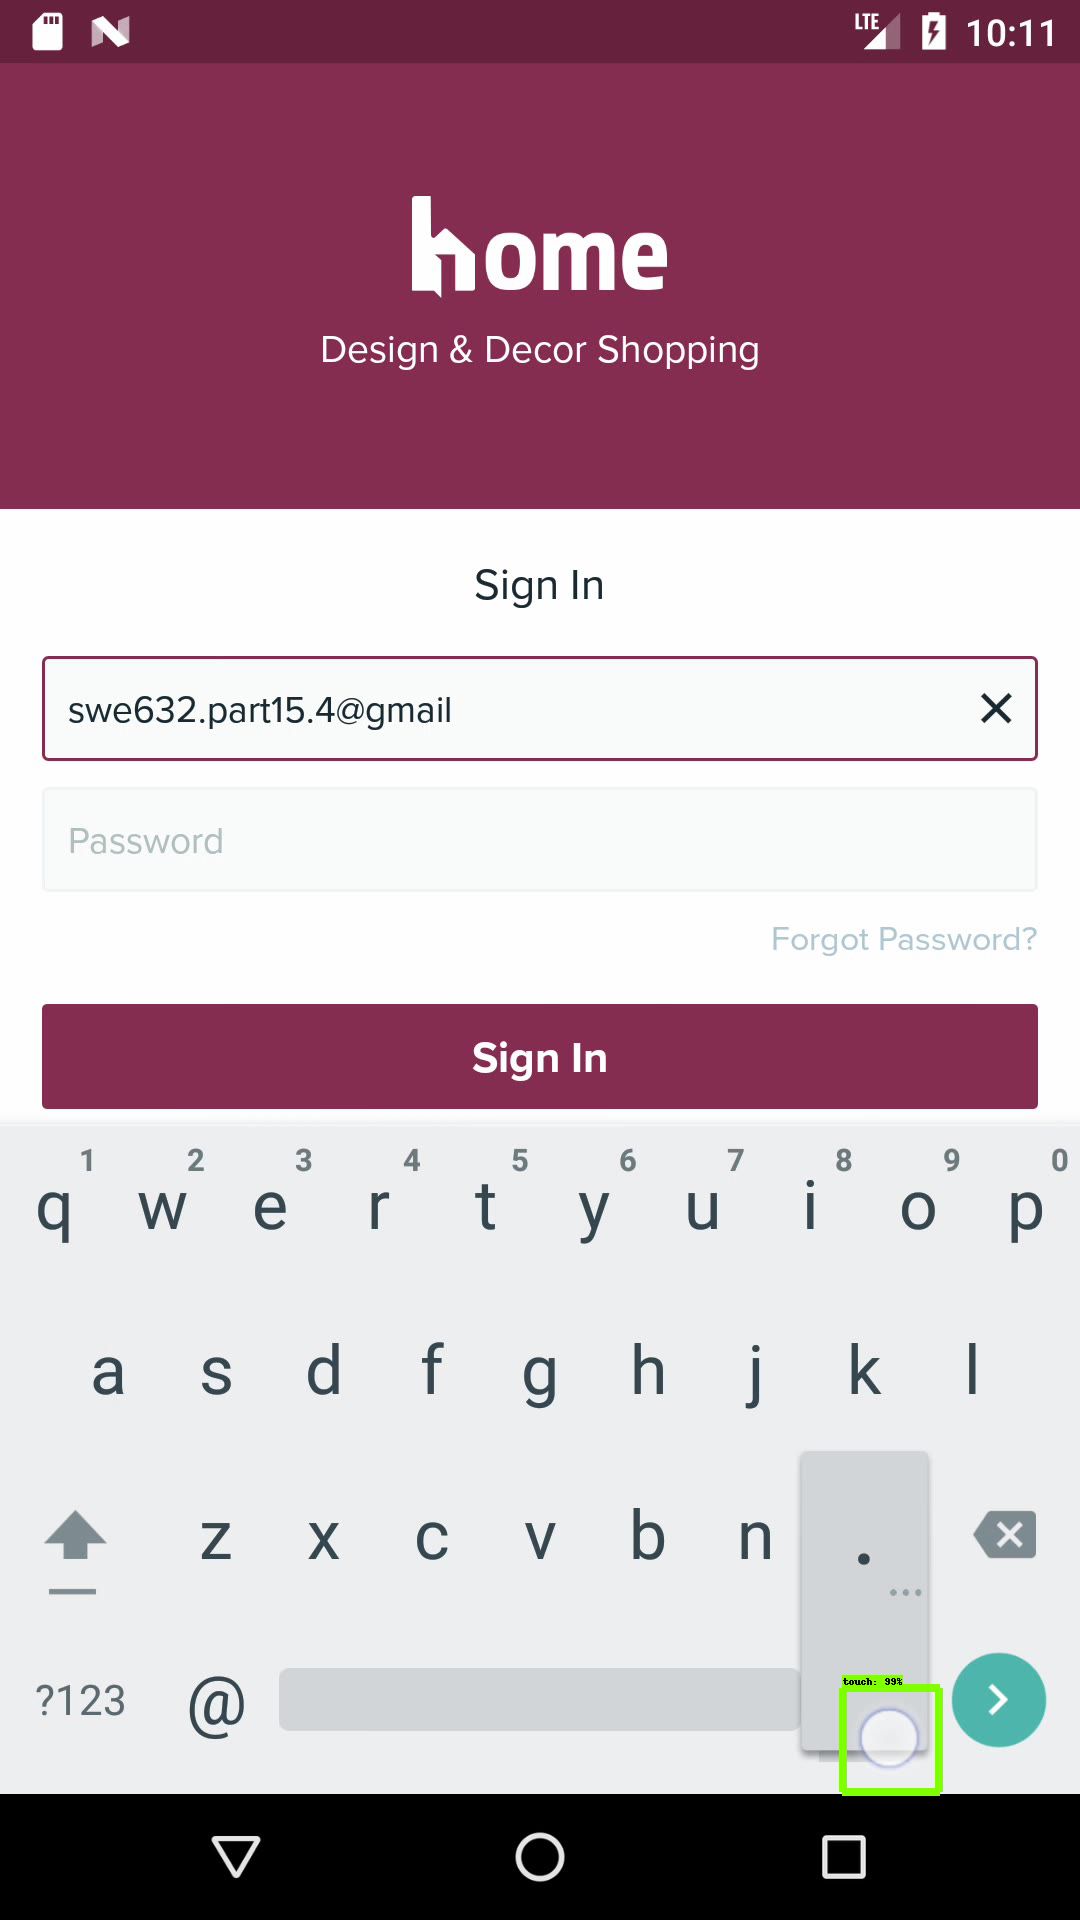 LTE 10:11
home
Design & Decor Shopping
Sign In
swe632.part15.4@gmail
Password
Forgot Password?
Sign In
1 2 3 4 5 6 7 8 9 0
q w e r t y u i o p
a s d f g h j k l
z x c v b n .
...
touch: 99%
?123 @